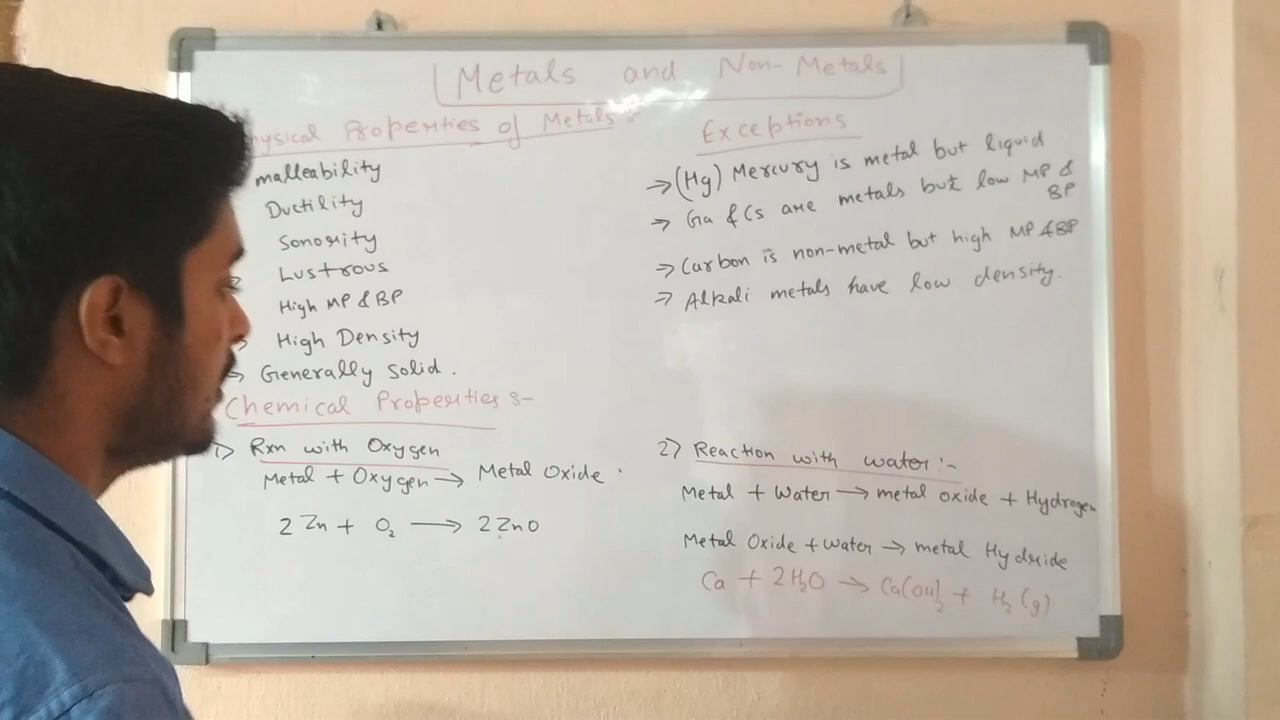 Metals and Non-Metals
hysical Properties of Metals:-
malleability
Ductility
Sonority
Lustrous
High MP & BP
High Density
→ Generally Solid.
Exceptions
→ (Hg) Mercury is metal but liquid
→ Ga & Cs are metals but low MP & BP
→ Carbon is non-metal but high MP & BP
→ Alkali metals have low density.
Chemical Properties :-
1) Rxn with Oxygen
Metal + Oxygen → Metal Oxide.
2 Zn + O₂ → 2ZnO
2) Reaction with water :-
Metal + Water → metal oxide + Hydrogen
Metal Oxide + Water → metal Hydride
Ca + 2H₂O → Ca(OH)₂ + H₂ (g)